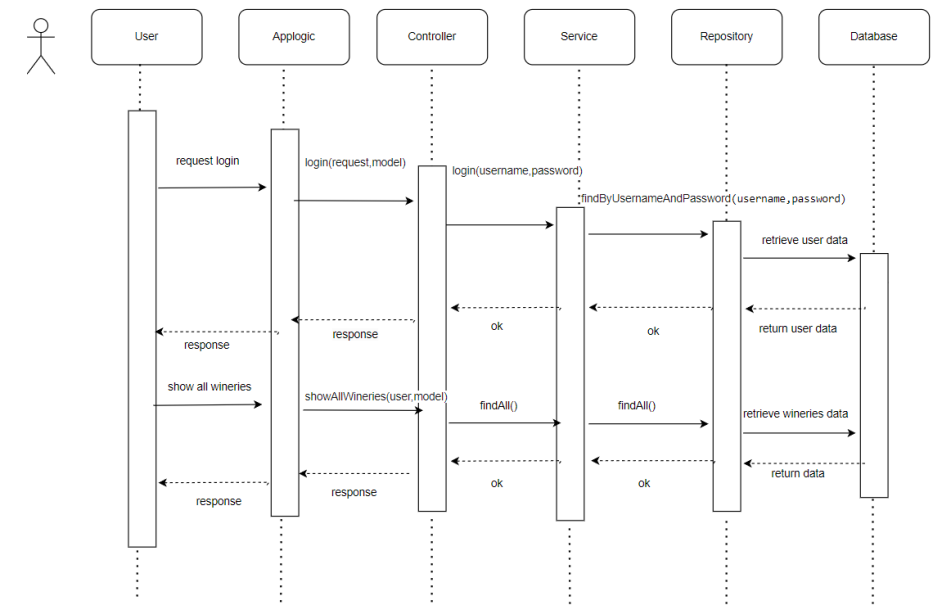 User
Applogic
Controller
Service
Repository
Database
request login
login(request,model)
login(username,password)
findByUsernameAndPassword(username,password)
retrieve user data
ok
ok
return user data
response
response
show all wineries
showAllWineries(user,model)
findAll()
findAll()
retrieve wineries data
return data
ok
ok
response
response